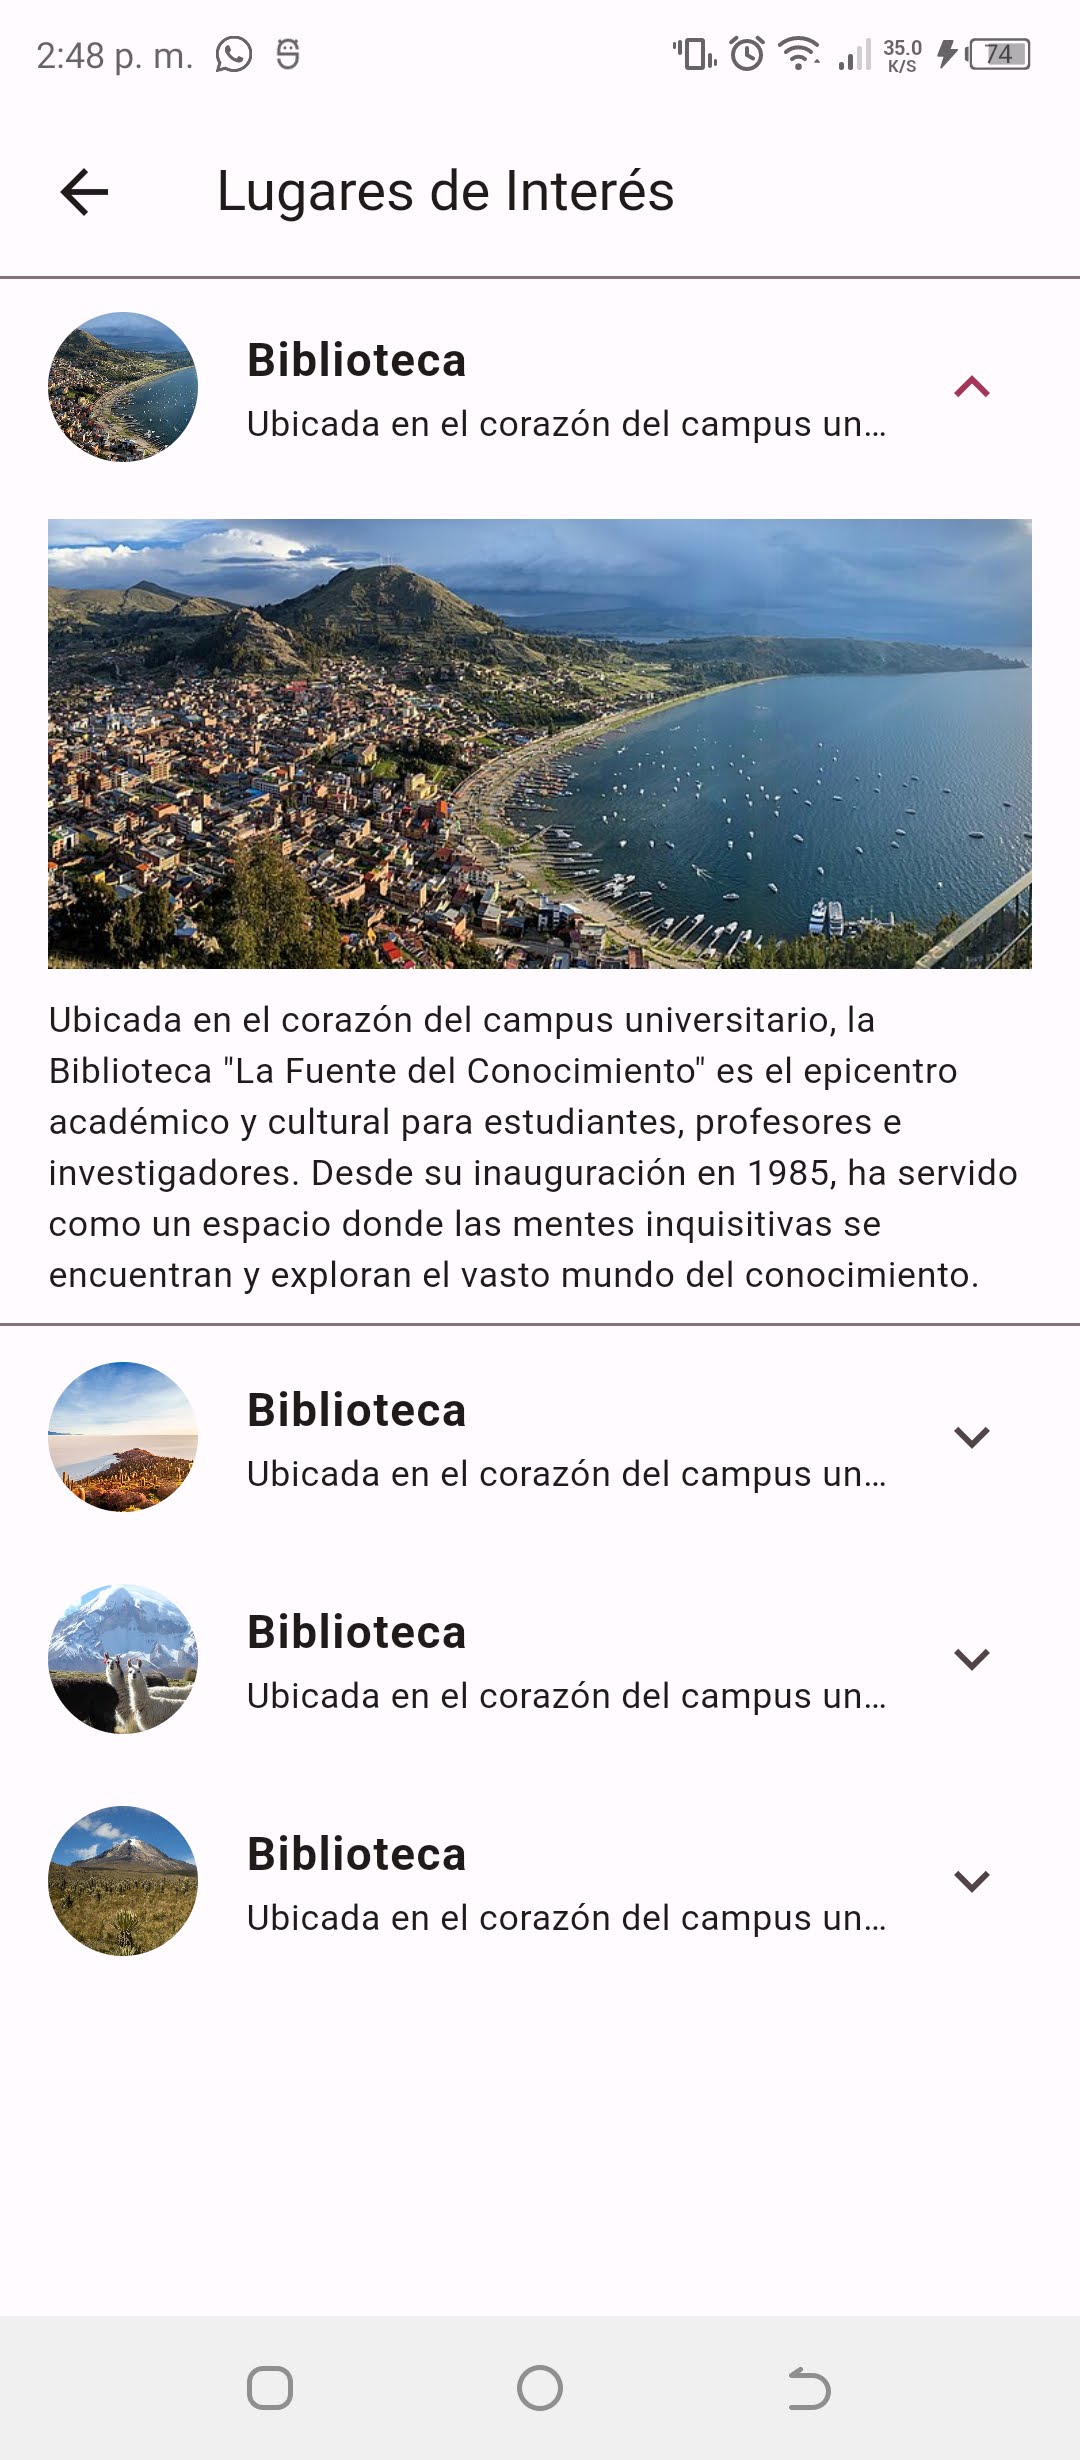 2:48 p. m.
35.0
K/S
74
Lugares de Interés
Biblioteca
Ubicada en el corazón del campus un...
Ubicada en el corazón del campus universitario, la
Biblioteca "La Fuente del Conocimiento" es el epicentro
académico y cultural para estudiantes, profesores e
investigadores. Desde su inauguración en 1985, ha servido
como un espacio donde las mentes inquisitivas se
encuentran y exploran el vasto mundo del conocimiento.
Biblioteca
Ubicada en el corazón del campus un...
Biblioteca
Ubicada en el corazón del campus un...
Biblioteca
Ubicada en el corazón del campus un...